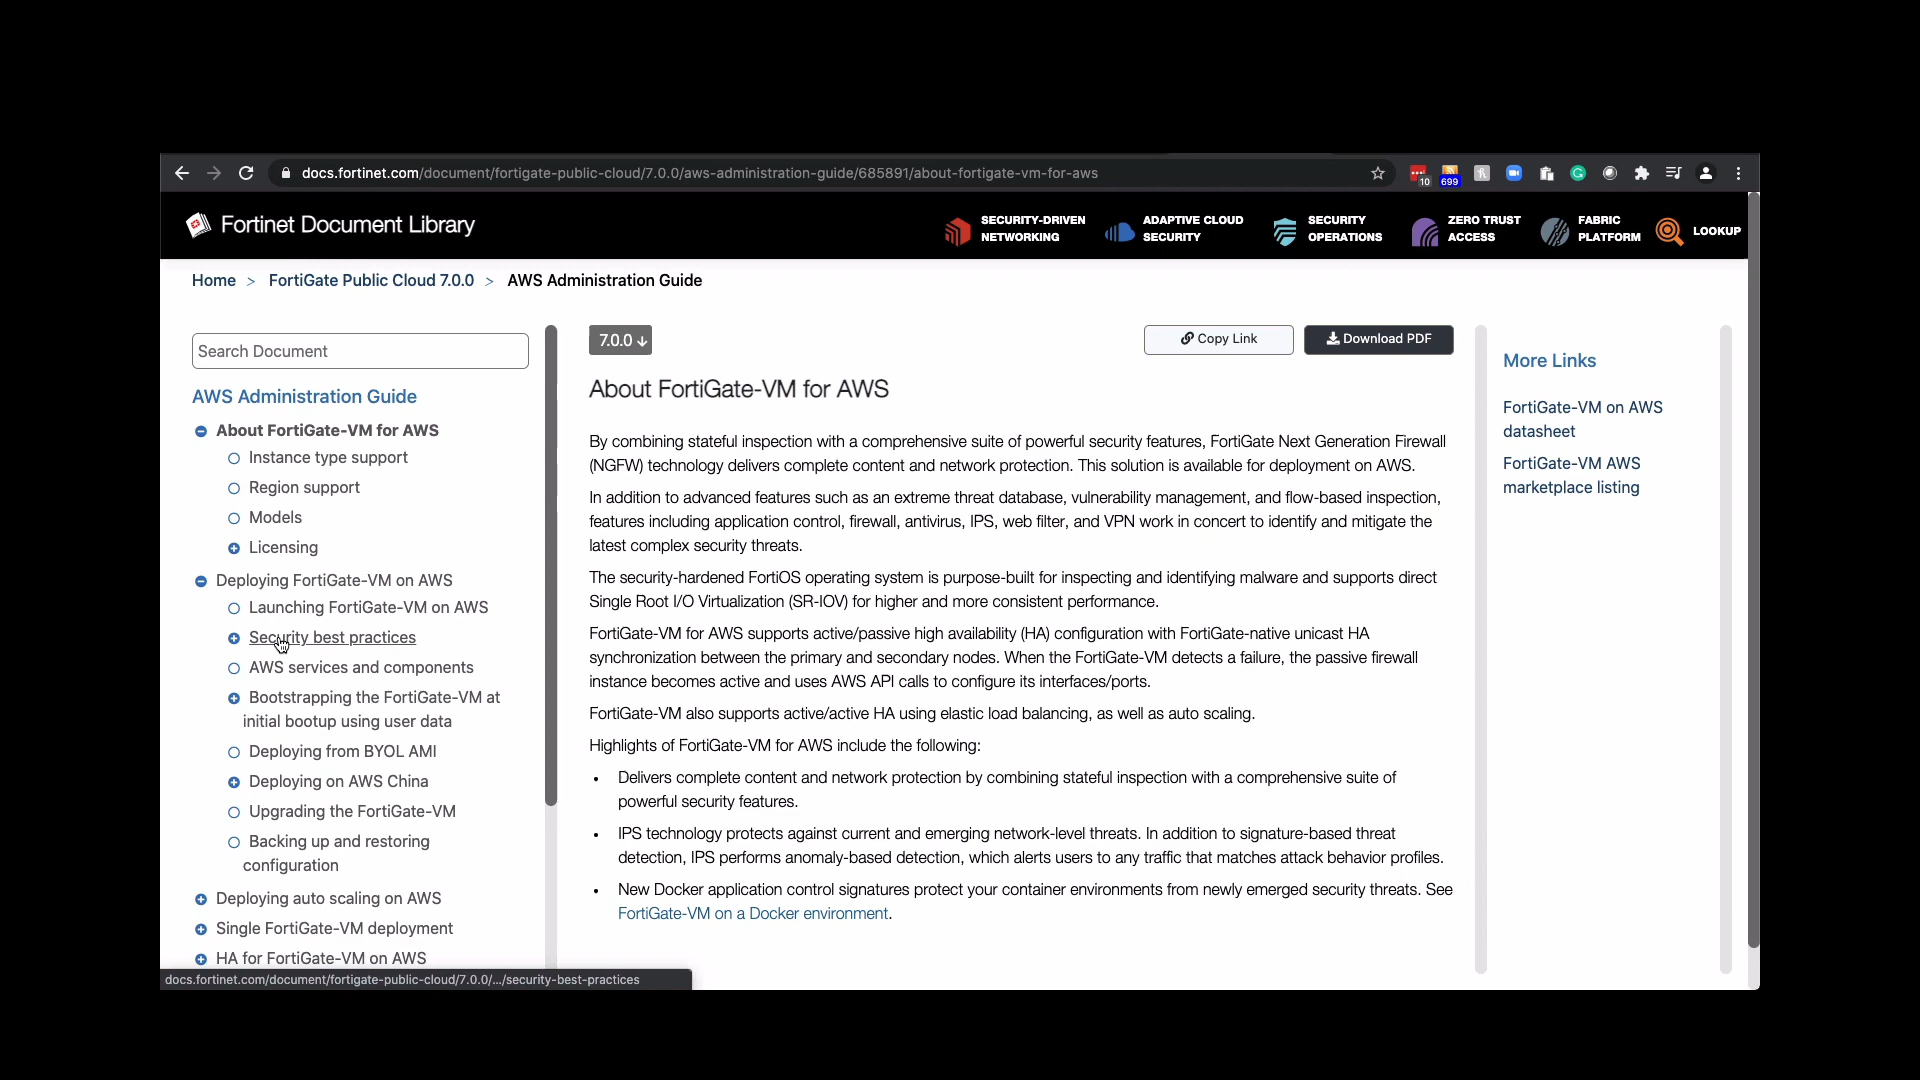 docs.fortinet.com/document/fortigate-public-cloud/7.0.0/aws-administration-guide/685891/about-fortigate-vm-for-aws
10
699
Fortinet Document Library
SECURITY-DRIVEN
NETWORKING
ADAPTIVE CLOUD
SECURITY
SECURITY
OPERATIONS
ZERO TRUST
ACCESS
FABRIC
PLATFORM
LOOKUP
Home > FortiGate Public Cloud 7.0.0 > AWS Administration Guide
Search Document
AWS Administration Guide
About FortiGate-VM for AWS
Instance type support
Region support
Models
Licensing
Deploying FortiGate-VM on AWS
Launching FortiGate-VM on AWS
Security best practices
AWS services and components
Bootstrapping the FortiGate-VM at
initial bootup using user data
Deploying from BYOL AMI
Deploying on AWS China
Upgrading the FortiGate-VM
Backing up and restoring
configuration
Deploying auto scaling on AWS
Single FortiGate-VM deployment
HA for FortiGate-VM on AWS
7.0.0
Copy Link
Download PDF
About FortiGate-VM for AWS
By combining stateful inspection with a comprehensive suite of powerful security features, FortiGate Next Generation Firewall
(NGFW) technology delivers complete content and network protection. This solution is available for deployment on AWS.
In addition to advanced features such as an extreme threat database, vulnerability management, and flow-based inspection,
features including application control, firewall, antivirus, IPS, web filter, and VPN work in concert to identify and mitigate the
latest complex security threats.
The security-hardened FortiOS operating system is purpose-built for inspecting and identifying malware and supports direct
Single Root I/O Virtualization (SR-IOV) for higher and more consistent performance.
FortiGate-VM for AWS supports active/passive high availability (HA) configuration with FortiGate-native unicast HA
synchronization between the primary and secondary nodes. When the FortiGate-VM detects a failure, the passive firewall
instance becomes active and uses AWS API calls to configure its interfaces/ports.
FortiGate-VM also supports active/active HA using elastic load balancing, as well as auto scaling.
Highlights of FortiGate-VM for AWS include the following:
• Delivers complete content and network protection by combining stateful inspection with a comprehensive suite of
powerful security features.
• IPS technology protects against current and emerging network-level threats. In addition to signature-based threat
detection, IPS performs anomaly-based detection, which alerts users to any traffic that matches attack behavior profiles.
• New Docker application control signatures protect your container environments from newly emerged security threats. See
FortiGate-VM on a Docker environment.
More Links
FortiGate-VM on AWS
datasheet
FortiGate-VM AWS
marketplace listing
docs.fortinet.com/document/fortigate-public-cloud/7.0.0/.../security-best-practices